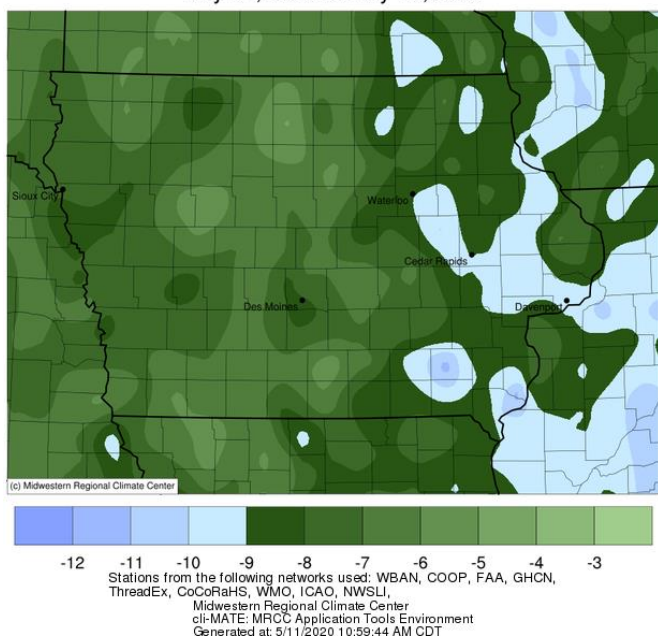 Sioux City
Waterloo
Cedar Rapids
Des Moines
Davenport
(c) Midwestern Regional Climate Center
-12 -11 -10 -9 -8 -7 -6 -5 -4 -3
Stations from the following networks used: WBAN, COOP, FAA, GHCN,
ThreadEx, CoCoRaHS, WMO, ICAO, NWSLI,
Midwestern Regional Climate Center
cli-MATE: MRCC Application Tools Environment
Generated at: 5/11/2020 10:59:44 AM CDT